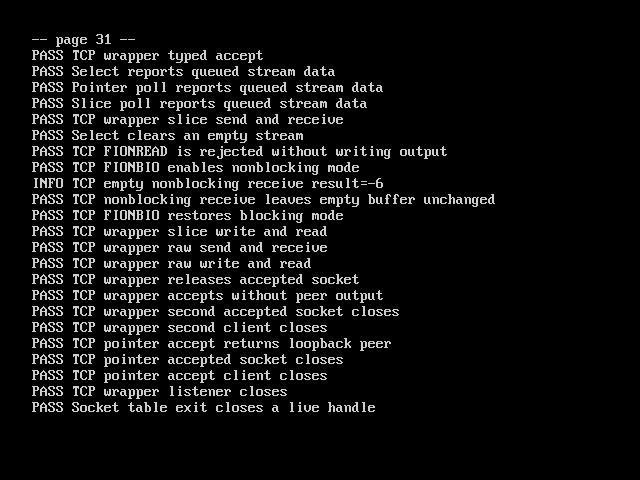 -- page 31 --
PASS TCP wrapper typed accept
PASS Select reports queued stream data
PASS Pointer poll reports queued stream data
PASS Slice poll reports queued stream data
PASS TCP wrapper slice send and receive
PASS Select clears an empty stream
PASS TCP FIONREAD is rejected without writing output
PASS TCP FIONBIO enables nonblocking mode
INFO TCP empty nonblocking receive result=-6
PASS TCP nonblocking receive leaves empty buffer unchanged
PASS TCP FIONBIO restores blocking mode
PASS TCP wrapper slice write and read
PASS TCP wrapper raw send and receive
PASS TCP wrapper raw write and read
PASS TCP wrapper releases accepted socket
PASS TCP wrapper accepts without peer output
PASS TCP wrapper second accepted socket closes
PASS TCP wrapper second client closes
PASS TCP pointer accept returns loopback peer
PASS TCP pointer accepted socket closes
PASS TCP pointer accept client closes
PASS TCP wrapper listener closes
PASS Socket table exit closes a live handle